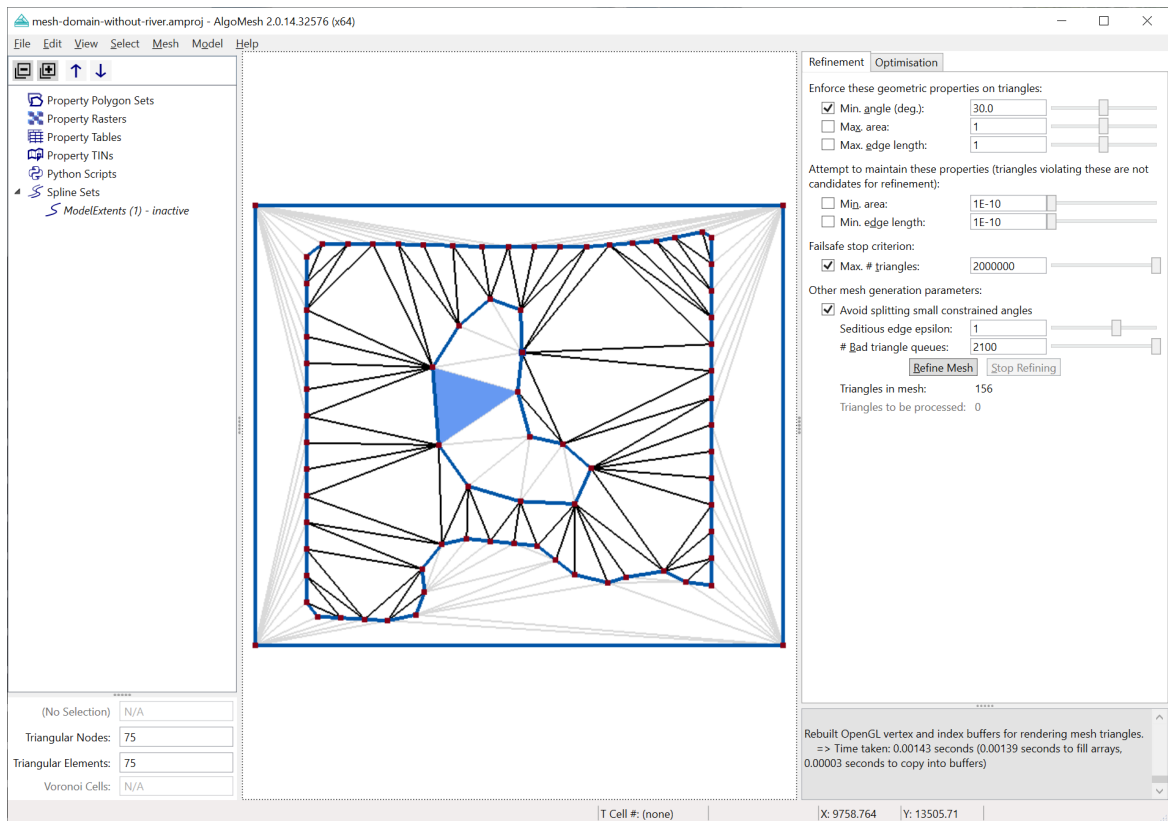 mesh-domain-without-river.amproj - AlgoMesh 2.0.14.32576 (x64)
File Edit View Select Mesh Model Help
Property Polygon Sets
Property Rasters
Property Tables
Property TINs
Python Scripts
Spline Sets
ModelExtents (1) - inactive
(No Selection) N/A
Triangular Nodes: 75
Triangular Elements: 75
Voronoi Cells: N/A
Refinement Optimisation
Enforce these geometric properties on triangles:
Min. angle (deg.): 30.0
Max. area: 1
Max. edge length: 1
Attempt to maintain these properties (triangles violating these are not
candidates for refinement):
Min. area: 1E-10
Min. edge length: 1E-10
Failsafe stop criterion:
Max. # triangles: 2000000
Other mesh generation parameters:
Avoid splitting small constrained angles
Seditious edge epsilon: 1
# Bad triangle queues: 2100
Refine Mesh Stop Refining
Triangles in mesh: 156
Triangles to be processed: 0
Rebuilt OpenGL vertex and index buffers for rendering mesh triangles.
=> Time taken: 0.00143 seconds (0.00139 seconds to fill arrays,
0.00003 seconds to copy into buffers)
T Cell #: (none) X: 9758.764 Y: 13505.71